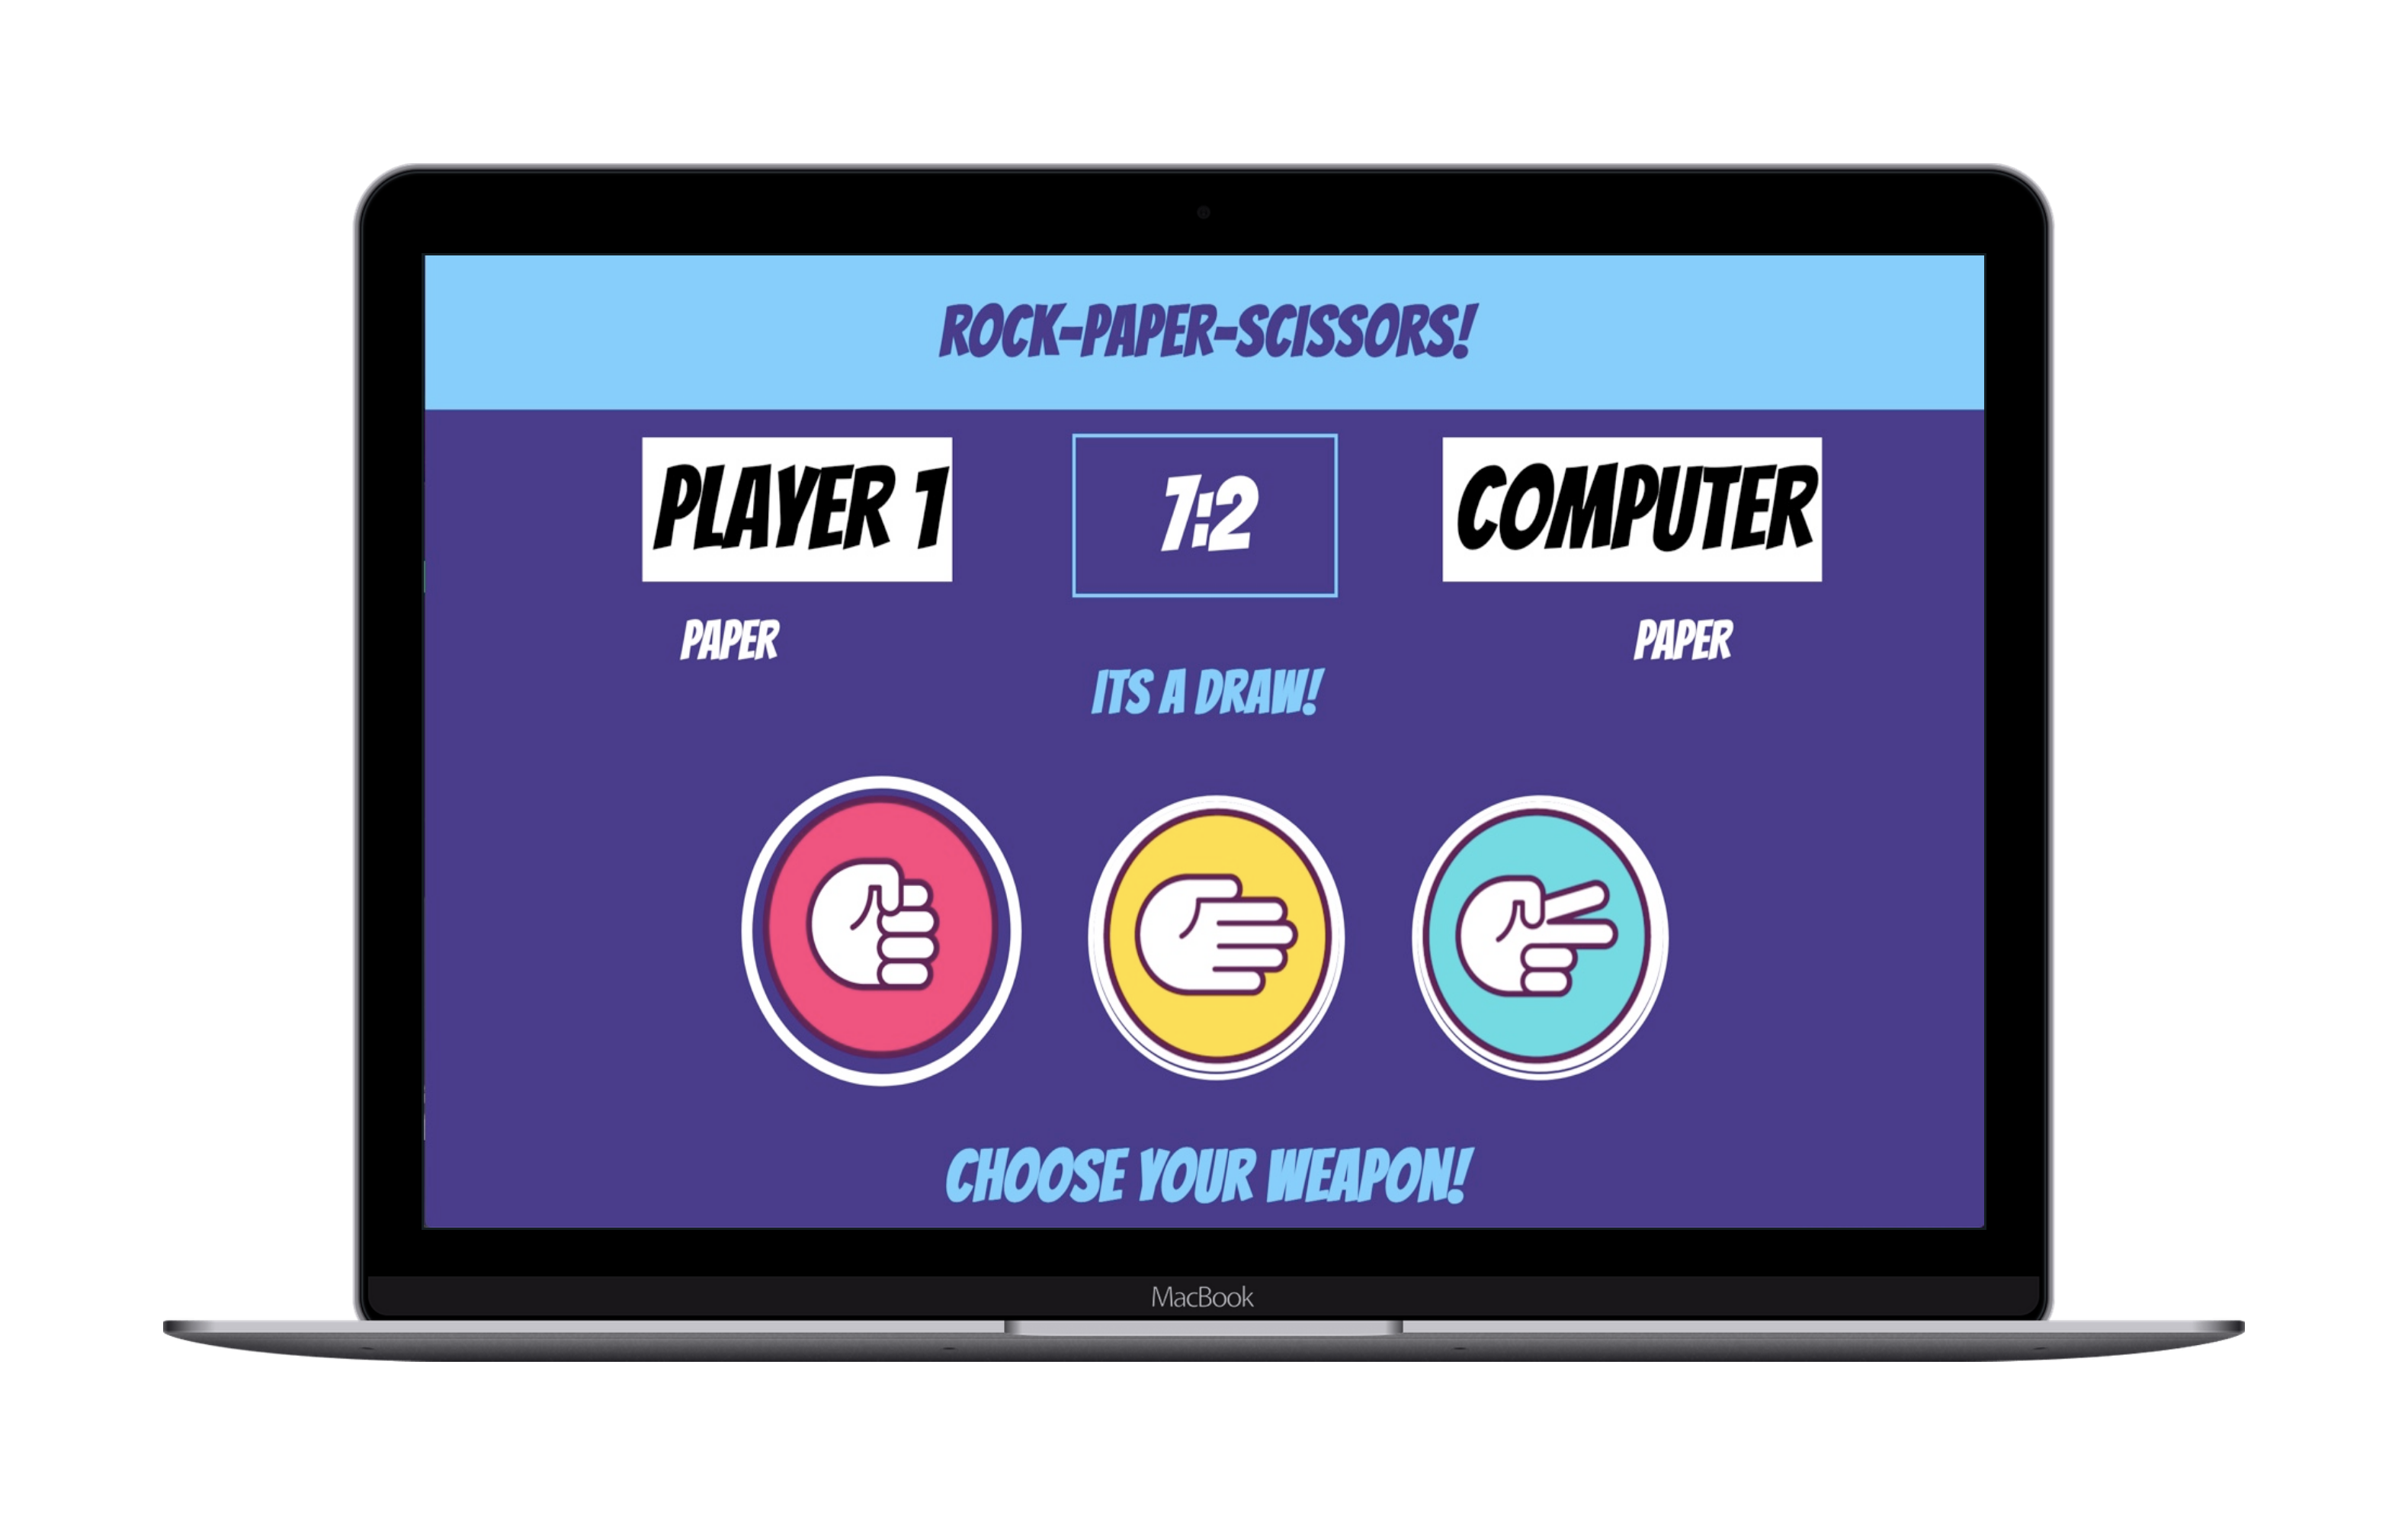 ROCK-PAPER-SCISSORS!
PLAYER 1
7:2
COMPUTER
PAPER
PAPER
ITS A DRAW!
CHOOSE YOUR WEAPON!
MacBook